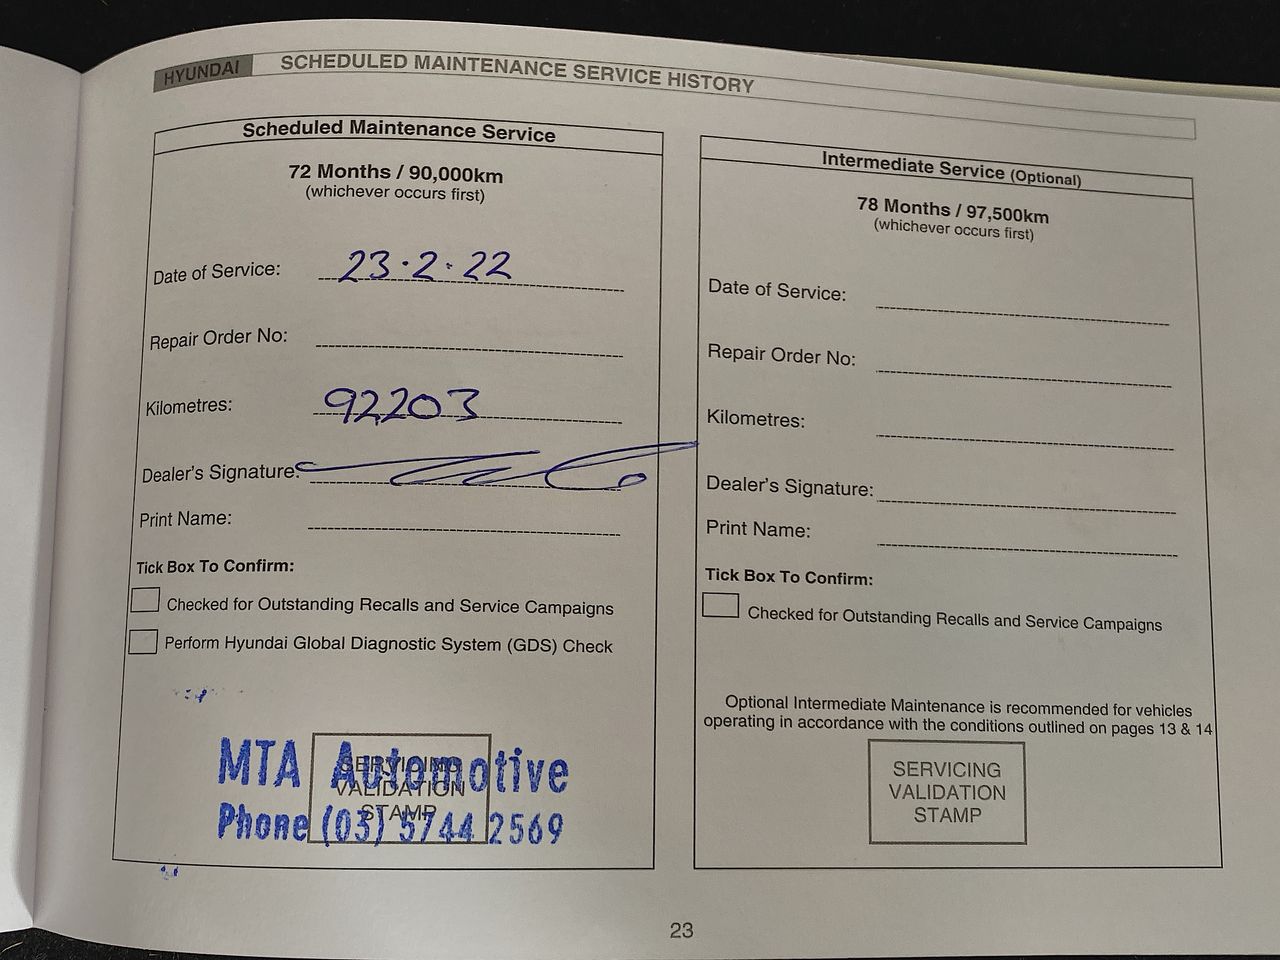 HYUNDAI SCHEDULED MAINTENANCE SERVICE HISTORY
Scheduled Maintenance Service
72 Months / 90,000km
(whichever occurs first)
Date of Service: 23·2·22
Repair Order No:
Kilometres: 92203
Dealer's Signature:
Print Name:
Tick Box To Confirm:
Checked for Outstanding Recalls and Service Campaigns
Perform Hyundai Global Diagnostic System (GDS) Check
SERVICING
VALIDATION
STAMP
MTA Automotive
Phone (03) 5744 2569
Intermediate Service (Optional)
78 Months / 97,500km
(whichever occurs first)
Date of Service:
Repair Order No:
Kilometres:
Dealer's Signature:
Print Name:
Tick Box To Confirm:
Checked for Outstanding Recalls and Service Campaigns
Optional Intermediate Maintenance is recommended for vehicles
operating in accordance with the conditions outlined on pages 13 & 14
SERVICING
VALIDATION
STAMP
23